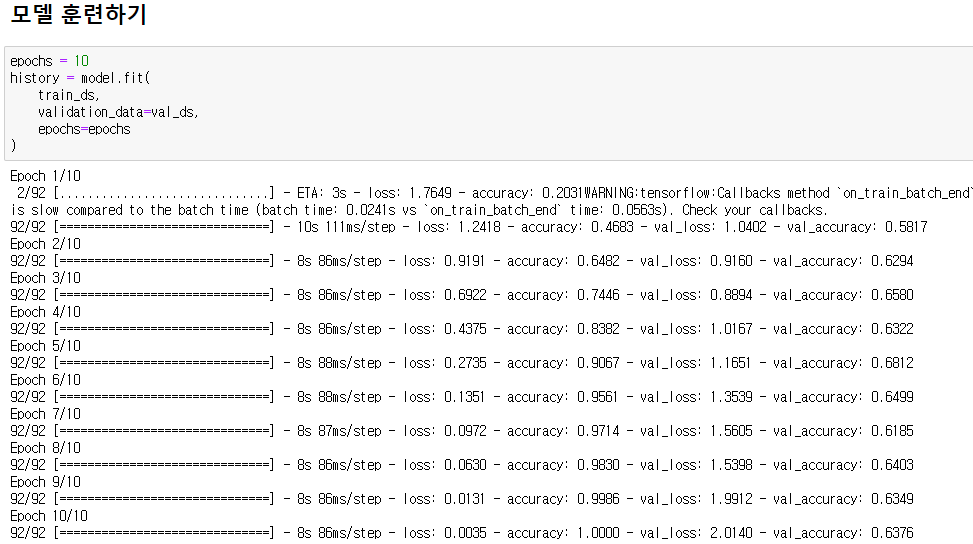 모델 훈련하기
epochs = 10
history = model.fit(
    train_ds,
    validation_data=val_ds,
    epochs=epochs
)
Epoch 1/10
 2/92 [..............................] - ETA: 3s - loss: 1.7649 - accuracy: 0.2031WARNING:tensorflow:Callbacks method `on_train_batch_end`
is slow compared to the batch time (batch time: 0.0241s vs `on_train_batch_end` time: 0.0563s). Check your callbacks.
92/92 [==============================] - 10s 111ms/step - loss: 1.2418 - accuracy: 0.4683 - val_loss: 1.0402 - val_accuracy: 0.5817
Epoch 2/10
92/92 [==============================] - 8s 86ms/step - loss: 0.9191 - accuracy: 0.6482 - val_loss: 0.9160 - val_accuracy: 0.6294
Epoch 3/10
92/92 [==============================] - 8s 86ms/step - loss: 0.6922 - accuracy: 0.7446 - val_loss: 0.8894 - val_accuracy: 0.6580
Epoch 4/10
92/92 [==============================] - 8s 86ms/step - loss: 0.4375 - accuracy: 0.8382 - val_loss: 1.0167 - val_accuracy: 0.6322
Epoch 5/10
92/92 [==============================] - 8s 88ms/step - loss: 0.2735 - accuracy: 0.9067 - val_loss: 1.1651 - val_accuracy: 0.6812
Epoch 6/10
92/92 [==============================] - 8s 88ms/step - loss: 0.1351 - accuracy: 0.9561 - val_loss: 1.3539 - val_accuracy: 0.6499
Epoch 7/10
92/92 [==============================] - 8s 87ms/step - loss: 0.0972 - accuracy: 0.9714 - val_loss: 1.5605 - val_accuracy: 0.6185
Epoch 8/10
92/92 [==============================] - 8s 86ms/step - loss: 0.0630 - accuracy: 0.9830 - val_loss: 1.5398 - val_accuracy: 0.6403
Epoch 9/10
92/92 [==============================] - 8s 86ms/step - loss: 0.0131 - accuracy: 0.9986 - val_loss: 1.9912 - val_accuracy: 0.6349
Epoch 10/10
92/92 [==============================] - 8s 86ms/step - loss: 0.0035 - accuracy: 1.0000 - val_loss: 2.0140 - val_accuracy: 0.6376